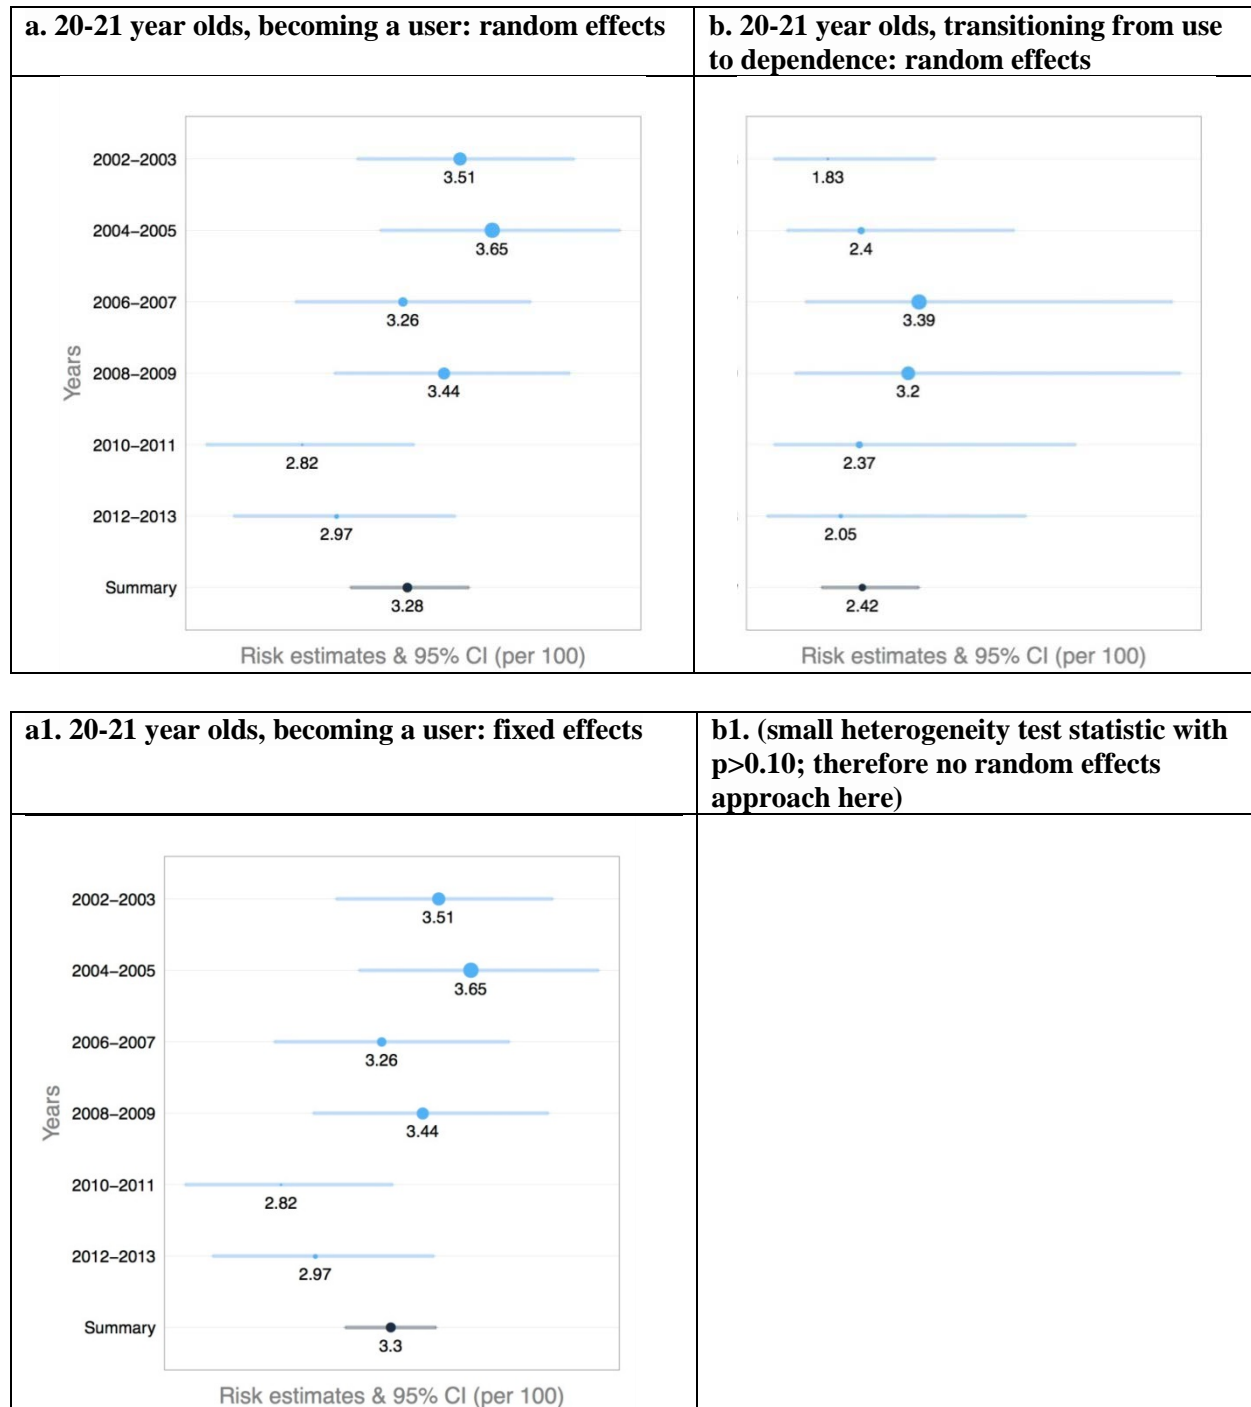 a. 20-21 year olds, becoming a user: random effects
b. 20-21 year olds, transitioning from use
to dependence: random effects
Years
2002–2003
3.51
2004–2005
3.65
2006–2007
3.26
2008–2009
3.44
2010–2011
2.82
2012–2013
2.97
Summary
3.28
Risk estimates & 95% CI (per 100)
1.83
2.4
3.39
3.2
2.37
2.05
2.42
Risk estimates & 95% CI (per 100)
a1. 20-21 year olds, becoming a user: fixed effects
b1. (small heterogeneity test statistic with
p>0.10; therefore no random effects
approach here)
Years
2002–2003
3.51
2004–2005
3.65
2006–2007
3.26
2008–2009
3.44
2010–2011
2.82
2012–2013
2.97
Summary
3.3
Risk estimates & 95% CI (per 100)